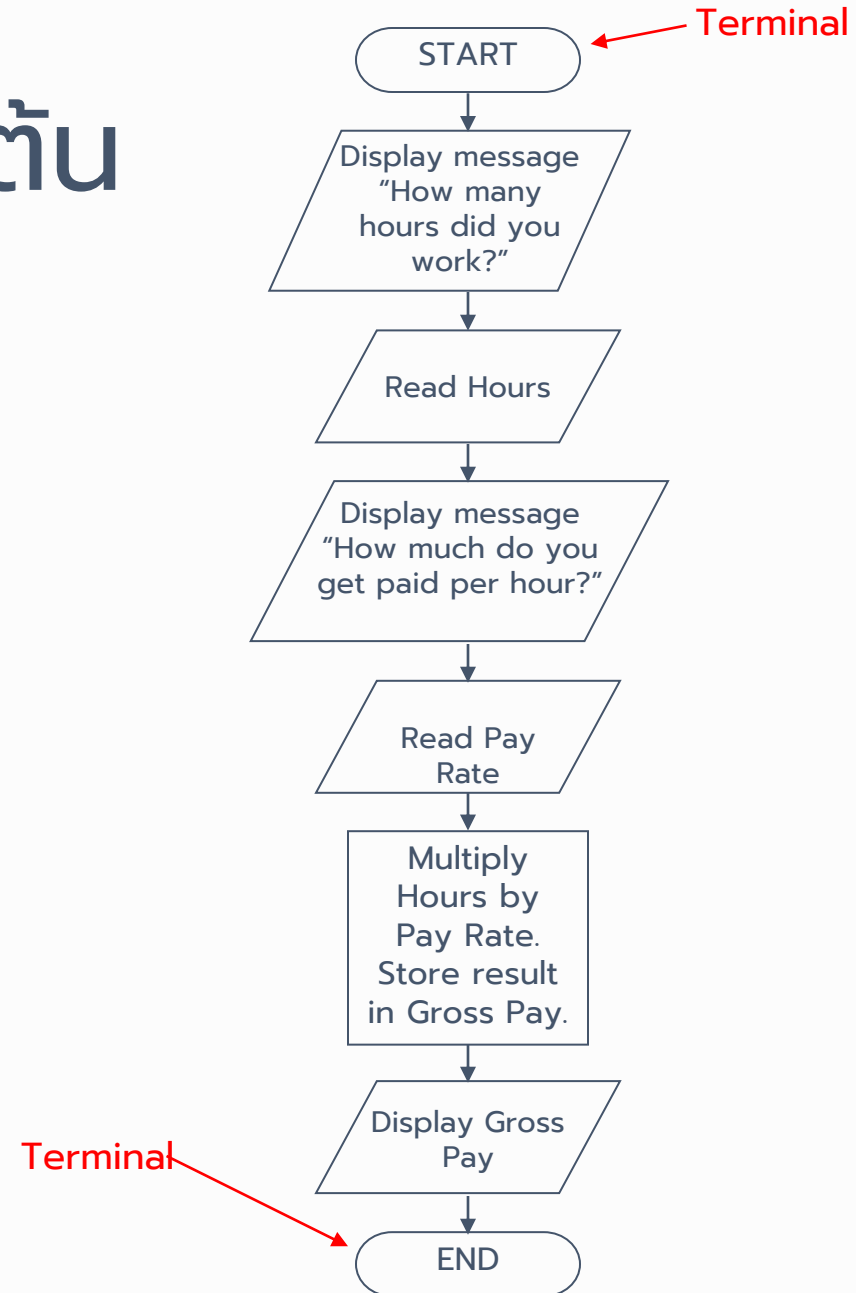 Terminal
START
ต้น
Display message
“How many
hours did you
work?”
Read Hours
Display message
“How much do you
get paid per hour?”
Read Pay
Rate
Multiply
Hours by
Pay Rate.
Store result
in Gross Pay.
Display Gross
Pay
Terminal
END